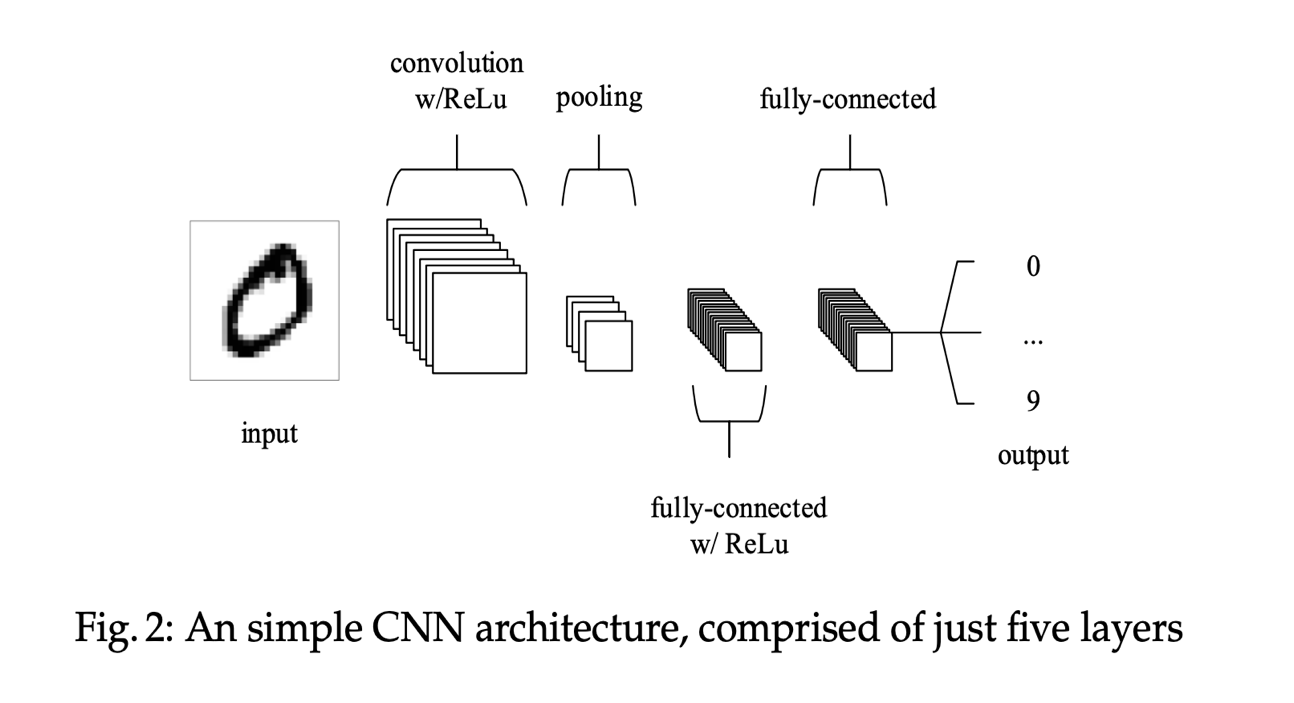 convolution
w/ReLu
pooling
fully-connected
input
0
...
9
output
fully-connected
w/ ReLu
Fig. 2: An simple CNN architecture, comprised of just five layers